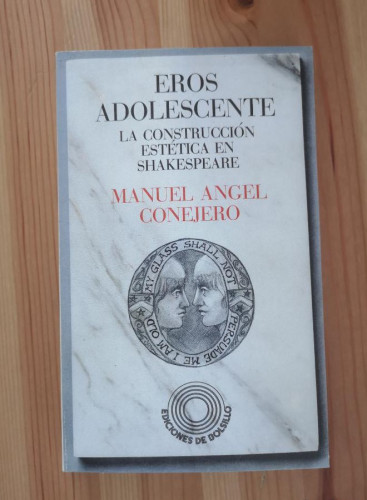 EROS
ADOLESCENTE
LA CONSTRUCCIÓN
ESTÉTICA EN
SHAKESPEARE
MANUEL ANGEL
CONEJERO
MY GLASS SHALL NOT PERSUADE ME I AM OLD
EDICIONES DE BOLSILLO